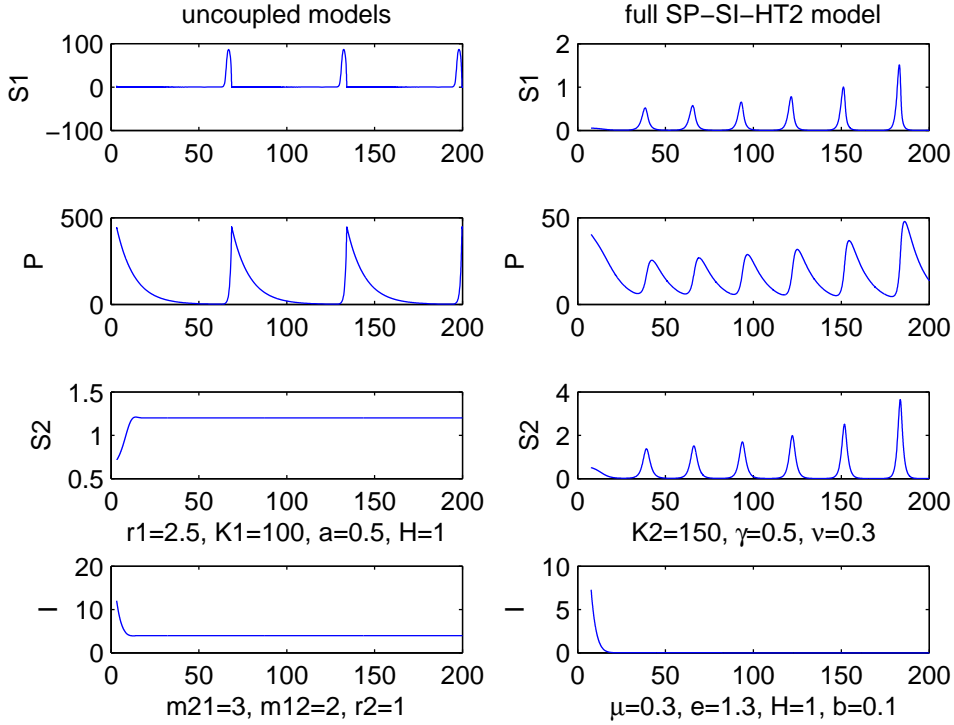 uncoupled models
full SP−SI−HT2 model
S1
100
0
−100
0 50 100 150 200
S1
2
1
0
0 50 100 150 200
P
500
0
0 50 100 150 200
P
50
0
0 50 100 150 200
S2
1.5
1
0.5
0 50 100 150 200
r1=2.5, K1=100, a=0.5, H=1
S2
4
2
0
0 50 100 150 200
K2=150, γ=0.5, ν=0.3
I
20
10
0
0 50 100 150 200
m21=3, m12=2, r2=1
I
10
5
0
0 50 100 150 200
μ=0.3, e=1.3, H=1, b=0.1